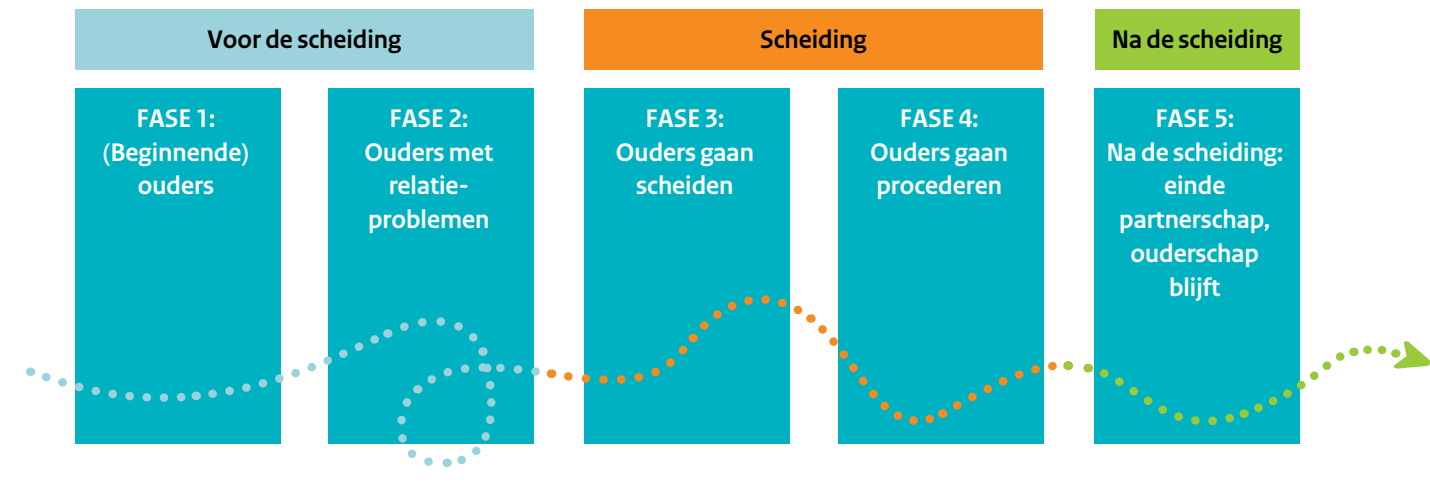 Voor de scheiding
Scheiding
Na de scheiding
FASE 1:
(Beginnende)
ouders
FASE 2:
Ouders met
relatie-
problemen
FASE 3:
Ouders gaan
scheiden
FASE 4:
Ouders gaan
procederen
FASE 5:
Na de scheiding:
einde
partnerschap,
ouderschap
blijft